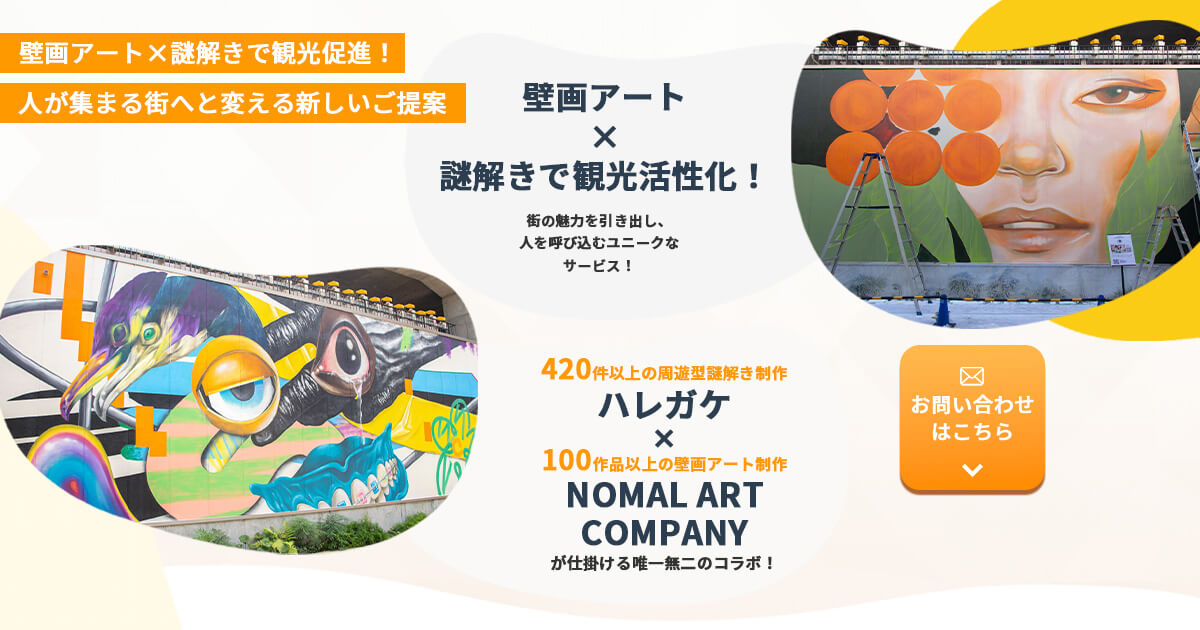 壁画アート×謎解きで観光促進！
人が集まる街へと変える新しいご提案
壁画アート
×
謎解きで観光活性化！
街の魅力を引き出し、
人を呼び込むユニークな
サービス！
420件以上の周遊型謎解き制作
ハレガケ
×
100作品以上の壁画アート制作
NOMAL ART
COMPANY
が仕掛ける唯一無二のコラボ！
お問い合わせ
はこちら